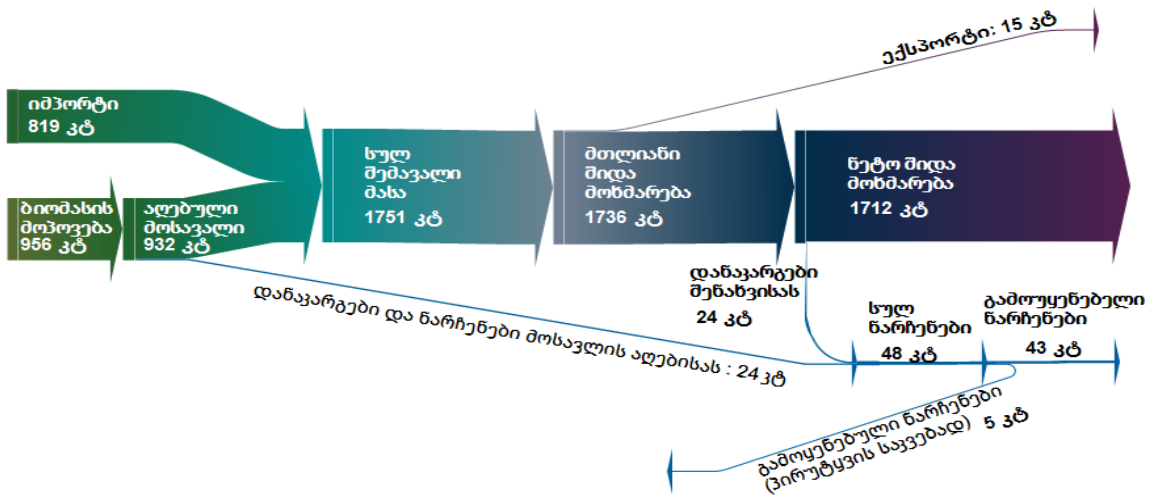 ექსპორტი: 15 კტ
იმპორტი
819 კტ
სულ
შემავალი
მასა
1751 კტ
მთლიანი
შიდა
მოხმარება
1736 კტ
ნეტო შიდა
მოხმარება
1712 კტ
ბიომასის
მოპოვება
956 კტ
აღებული
მოსავალი
932 კტ
დანაკარგები და ნარჩენები მოსავლის აღებისას : 24კტ
დანაკარგები
შენახვისას
24 კტ
სულ
ნარჩენები
48 კტ
გამოუყენებელი
ნარჩენები
43 კტ
გამოყენებული ნარჩენები
(პირუტყვის საკვებად) 5 კტ